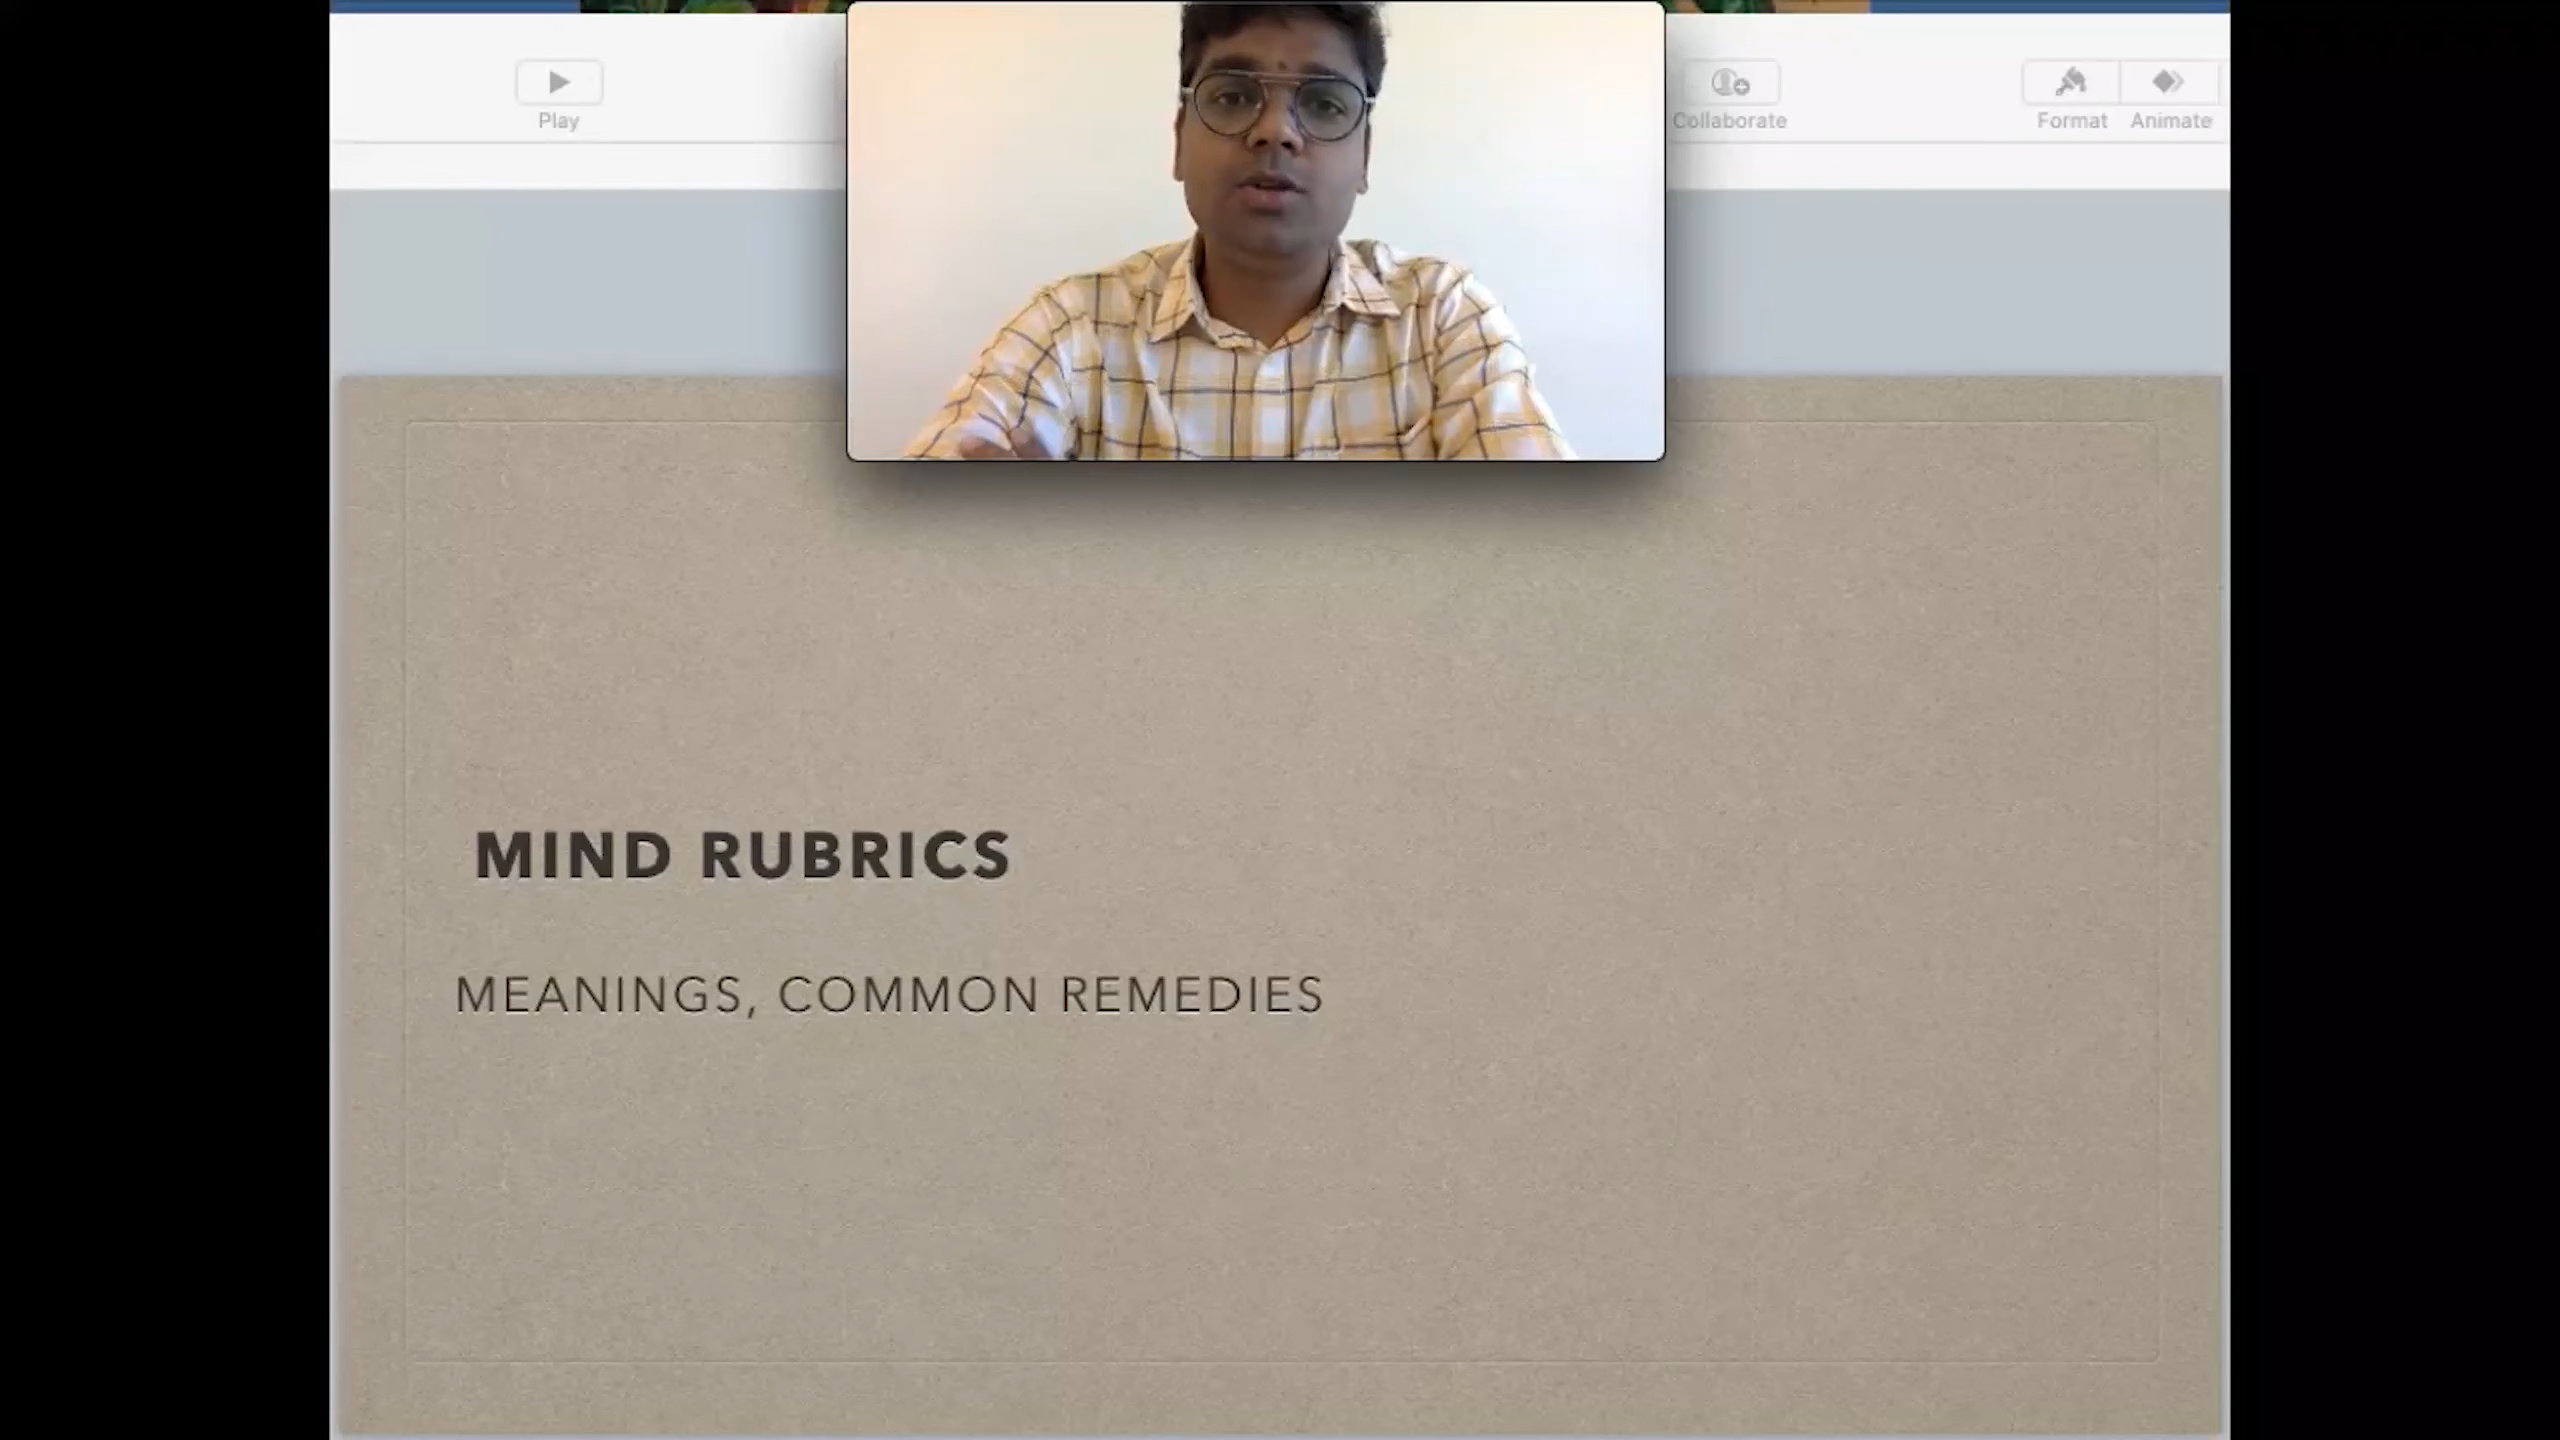 Play
Collaborate
Format
Animate
MIND RUBRICS
MEANINGS, COMMON REMEDIES